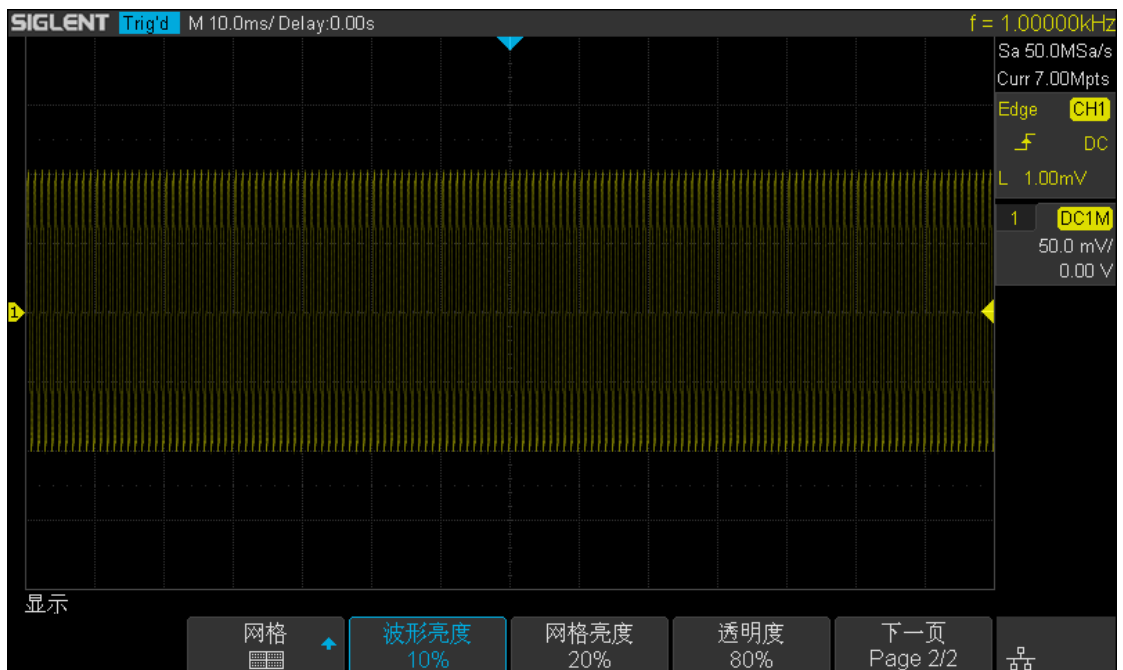 SIGLENT Trig'd M 10.0ms/ Delay:0.00s f = 1.00000kHz
Sa 50.0MSa/s
Curr 7.00Mpts
Edge CH1
DC
L 1.00mV
1 DC1M
50.0 mV/
0.00 V
1
显示
网格 波形亮度 网格亮度 透明度 下一页
10% 20% 80% Page 2/2